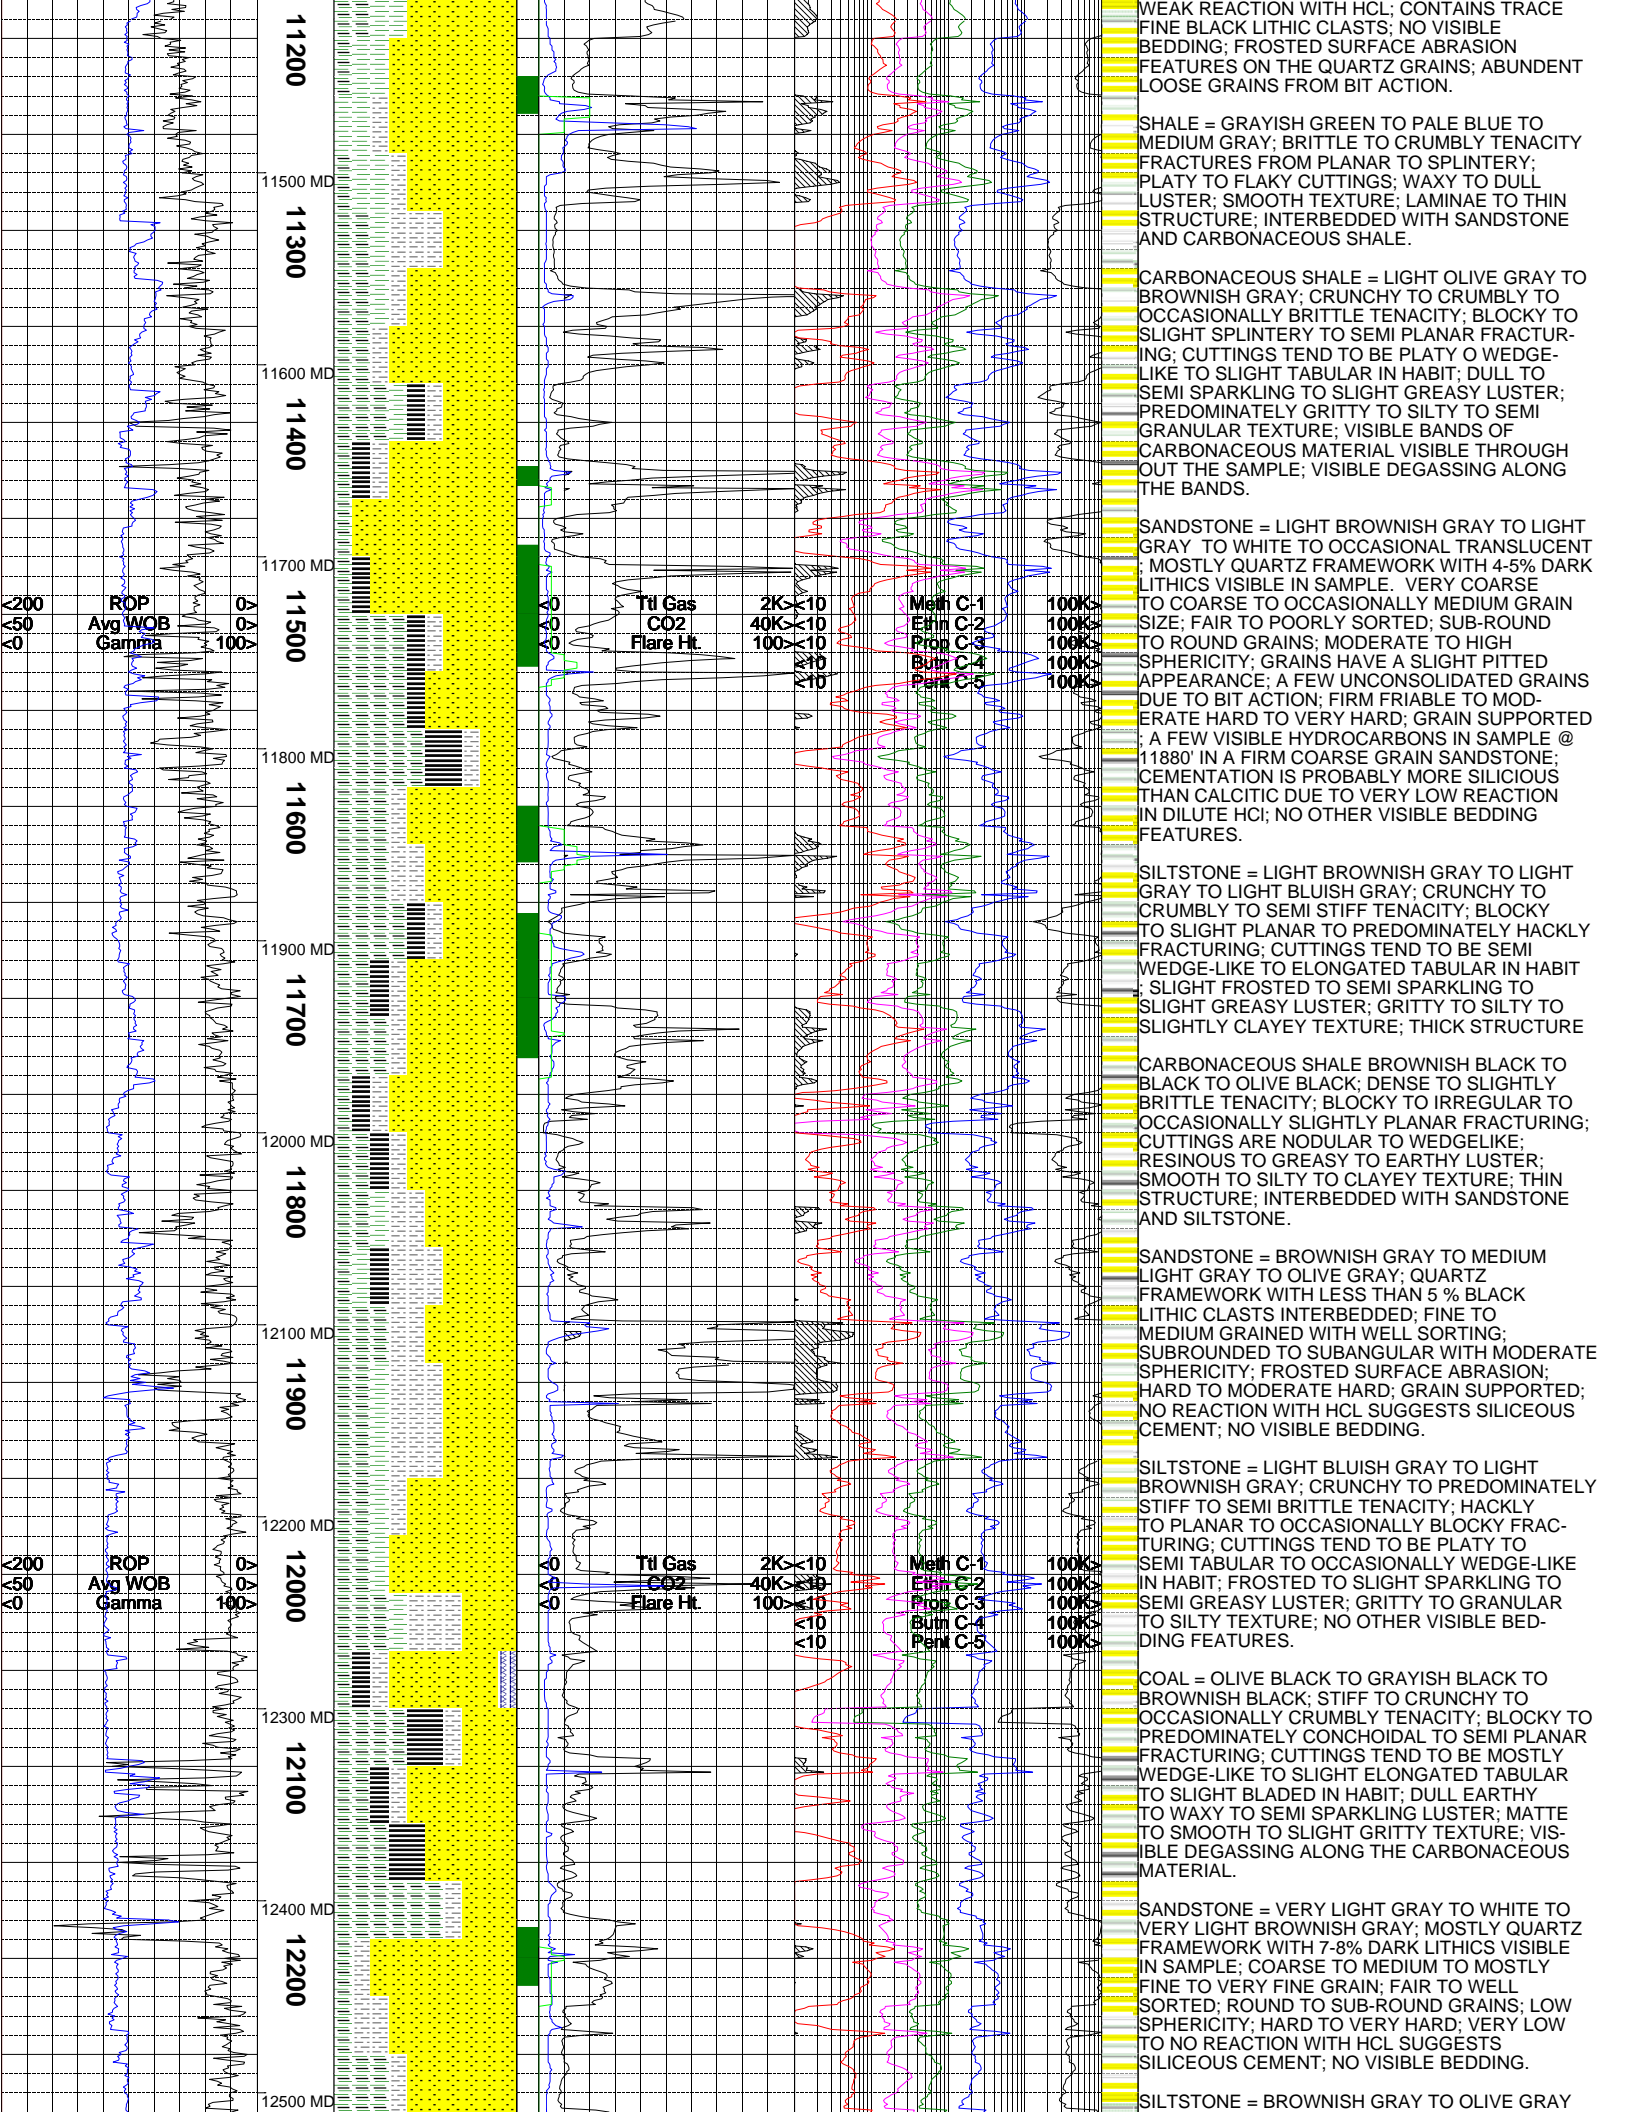 11200
11500 MD
11300
11600 MD
11400
11700 MD
<200 ROP 0>
<50 Avg WOB 0>
<0 Gamma 100>
11500
<0 Ttl Gas 2K>
<0 CO2 40K>
<0 Flare Ht. 100>
<10 Meth C-1 100K>
<10 Ethn C-2 100K>
<10 Prop C-3 100K>
<10 Butn C-4 100K>
<10 Pent C-5 100K>
11800 MD
11600
11900 MD
11700
12000 MD
11800
12100 MD
11900
12200 MD
<200 ROP 0>
<50 Avg WOB 0>
<0 Gamma 100>
12000
<0 Ttl Gas 2K>
<0 CO2 40K>
<0 Flare Ht. 100>
<10 Meth C-1 100K>
<10 Ethn C-2 100K>
<10 Prop C-3 100K>
<10 Butn C-4 100K>
<10 Pent C-5 100K>
12300 MD
12100
12400 MD
12200
12500 MD
WEAK REACTION WITH HCL; CONTAINS TRACE
FINE BLACK LITHIC CLASTS; NO VISIBLE
BEDDING; FROSTED SURFACE ABRASION
FEATURES ON THE QUARTZ GRAINS; ABUNDENT
LOOSE GRAINS FROM BIT ACTION.
SHALE = GRAYISH GREEN TO PALE BLUE TO
MEDIUM GRAY; BRITTLE TO CRUMBLY TENACITY
FRACTURES FROM PLANAR TO SPLINTERY;
PLATY TO FLAKY CUTTINGS; WAXY TO DULL
LUSTER; SMOOTH TEXTURE; LAMINAE TO THIN
STRUCTURE; INTERBEDDED WITH SANDSTONE
AND CARBONACEOUS SHALE.
CARBONACEOUS SHALE = LIGHT OLIVE GRAY TO
BROWNISH GRAY; CRUNCHY TO CRUMBLY TO
OCCASIONALLY BRITTLE TENACITY; BLOCKY TO
SLIGHT SPLINTERY TO SEMI PLANAR FRACTUR-
ING; CUTTINGS TEND TO BE PLATY O WEDGE-
LIKE TO SLIGHT TABULAR IN HABIT; DULL TO
SEMI SPARKLING TO SLIGHT GREASY LUSTER;
PREDOMINATELY GRITTY TO SILTY TO SEMI
GRANULAR TEXTURE; VISIBLE BANDS OF
CARBONACEOUS MATERIAL VISIBLE THROUGH
OUT THE SAMPLE; VISIBLE DEGASSING ALONG
THE BANDS.
SANDSTONE = LIGHT BROWNISH GRAY TO LIGHT
GRAY  TO WHITE TO OCCASIONAL TRANSLUCENT
; MOSTLY QUARTZ FRAMEWORK WITH 4-5% DARK
LITHICS VISIBLE IN SAMPLE.  VERY COARSE
TO COARSE TO OCCASIONALLY MEDIUM GRAIN
SIZE; FAIR TO POORLY SORTED; SUB-ROUND
TO ROUND GRAINS; MODERATE TO HIGH
SPHERICITY; GRAINS HAVE A SLIGHT PITTED
APPEARANCE; A FEW UNCONSOLIDATED GRAINS
DUE TO BIT ACTION; FIRM FRIABLE TO MOD-
ERATE HARD TO VERY HARD; GRAIN SUPPORTED
; A FEW VISIBLE HYDROCARBONS IN SAMPLE @
11880' IN A FIRM COARSE GRAIN SANDSTONE;
CEMENTATION IS PROBABLY MORE SILICIOUS
THAN CALCITIC DUE TO VERY LOW REACTION
IN DILUTE HCl; NO OTHER VISIBLE BEDDING
FEATURES.
SILTSTONE = LIGHT BROWNISH GRAY TO LIGHT
GRAY TO LIGHT BLUISH GRAY; CRUNCHY TO
CRUMBLY TO SEMI STIFF TENACITY; BLOCKY
TO SLIGHT PLANAR TO PREDOMINATELY HACKLY
FRACTURING; CUTTINGS TEND TO BE SEMI
WEDGE-LIKE TO ELONGATED TABULAR IN HABIT
; SLIGHT FROSTED TO SEMI SPARKLING TO
SLIGHT GREASY LUSTER; GRITTY TO SILTY TO
SLIGHTLY CLAYEY TEXTURE; THICK STRUCTURE
CARBONACEOUS SHALE BROWNISH BLACK TO
BLACK TO OLIVE BLACK; DENSE TO SLIGHTLY
BRITTLE TENACITY; BLOCKY TO IRREGULAR TO
OCCASIONALLY SLIGHTLY PLANAR FRACTURING;
CUTTINGS ARE NODULAR TO WEDGELIKE;
RESINOUS TO GREASY TO EARTHY LUSTER;
SMOOTH TO SILTY TO CLAYEY TEXTURE; THIN
STRUCTURE; INTERBEDDED WITH SANDSTONE
AND SILTSTONE.
SANDSTONE = BROWNISH GRAY TO MEDIUM
LIGHT GRAY TO OLIVE GRAY; QUARTZ
FRAMEWORK WITH LESS THAN 5 % BLACK
LITHIC CLASTS INTERBEDDED; FINE TO
MEDIUM GRAINED WITH WELL SORTING;
SUBROUNDED TO SUBANGULAR WITH MODERATE
SPHERICITY; FROSTED SURFACE ABRASION;
HARD TO MODERATE HARD; GRAIN SUPPORTED;
NO REACTION WITH HCL SUGGESTS SILICEOUS
CEMENT; NO VISIBLE BEDDING.
SILTSTONE = LIGHT BLUISH GRAY TO LIGHT
BROWNISH GRAY; CRUNCHY TO PREDOMINATELY
STIFF TO SEMI BRITTLE TENACITY; HACKLY
TO PLANAR TO OCCASIONALLY BLOCKY FRAC-
TURING; CUTTINGS TEND TO BE PLATY TO
SEMI TABULAR TO OCCASIONALLY WEDGE-LIKE
IN HABIT; FROSTED TO SLIGHT SPARKLING TO
SEMI GREASY LUSTER; GRITTY TO GRANULAR
TO SILTY TEXTURE; NO OTHER VISIBLE BED-
DING FEATURES.
COAL = OLIVE BLACK TO GRAYISH BLACK TO
BROWNISH BLACK; STIFF TO CRUNCHY TO
OCCASIONALLY CRUMBLY TENACITY; BLOCKY TO
PREDOMINATELY CONCHOIDAL TO SEMI PLANAR
FRACTURING; CUTTINGS TEND TO BE MOSTLY
WEDGE-LIKE TO SLIGHT ELONGATED TABULAR
TO SLIGHT BLADED IN HABIT; DULL EARTHY
TO WAXY TO SEMI SPARKLING LUSTER; MATTE
TO SMOOTH TO SLIGHT GRITTY TEXTURE; VIS-
IBLE DEGASSING ALONG THE CARBONACEOUS
MATERIAL.
SANDSTONE = VERY LIGHT GRAY TO WHITE TO
VERY LIGHT BROWNISH GRAY; MOSTLY QUARTZ
FRAMEWORK WITH 7-8% DARK LITHICS VISIBLE
IN SAMPLE; COARSE TO MEDIUM TO MOSTLY
FINE TO VERY FINE GRAIN; FAIR TO WELL
SORTED; ROUND TO SUB-ROUND GRAINS; LOW
SPHERICITY; HARD TO VERY HARD; VERY LOW
TO NO REACTION WITH HCL SUGGESTS
SILICEOUS CEMENT; NO VISIBLE BEDDING.
SILTSTONE = BROWNISH GRAY TO OLIVE GRAY